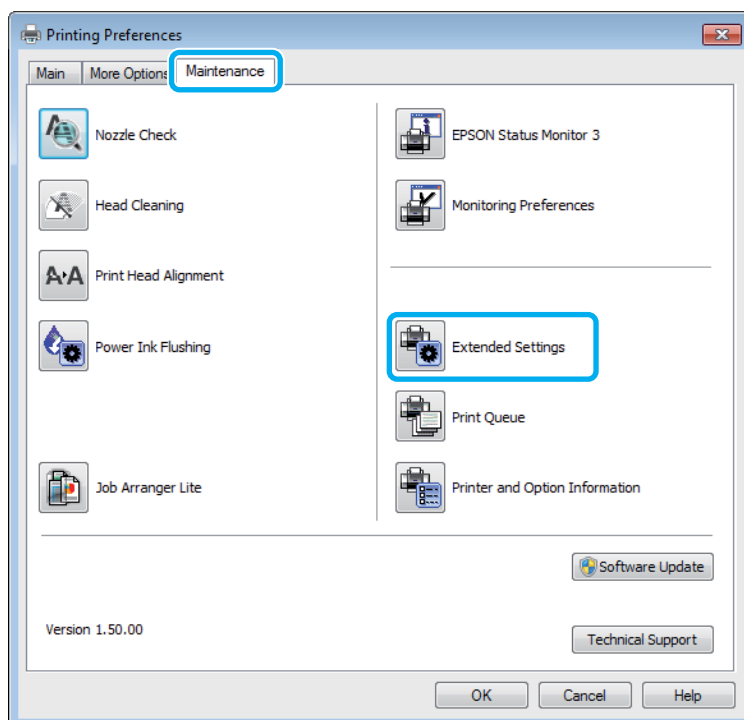 Printing Preferences
Main
More Options
Maintenance
Nozzle Check
EPSON Status Monitor 3
Head Cleaning
Monitoring Preferences
Print Head Alignment
Power Ink Flushing
Extended Settings
Print Queue
Job Arranger Lite
Printer and Option Information
Software Update
Version 1.50.00
Technical Support
OK
Cancel
Help